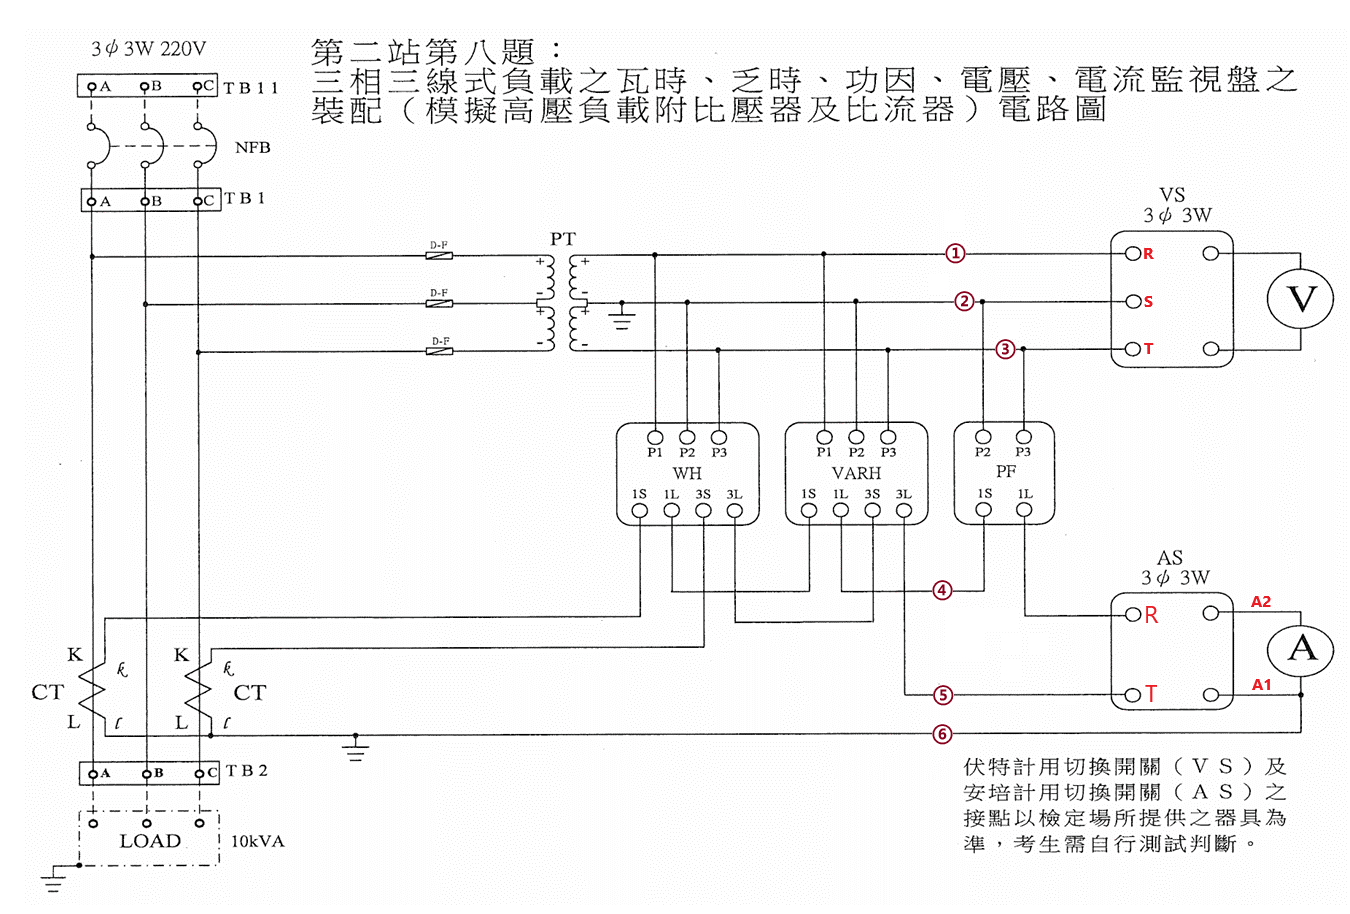 3φ3W 220V
第二站第八題：
三相三線式負載之瓦時、乏時、功因、電壓、電流監視盤之
裝配（模擬高壓負載附比壓器及比流器）電路圖
A B C TB11
NFB
A B C TB1
VS
3φ 3W
D-F
PT
+ +
① R
D-F
- -
② S
+ +
V
D-F
- -
③ T
P1 P2 P3
WH
1S 1L 3S 3L
P1 P2 P3
VARH
1S 1L 3S 3L
P2 P3
PF
1S 1L
AS
3φ 3W
④
R
A2
A
⑤ T
A1
K k
CT
L ℓ
K k
CT
L ℓ
⑥
A B C TB2
LOAD 10kVA
伏特計用切換開關（VS）及
安培計用切換開關（AS）之
接點以檢定場所提供之器具為
準，考生需自行測試判斷。